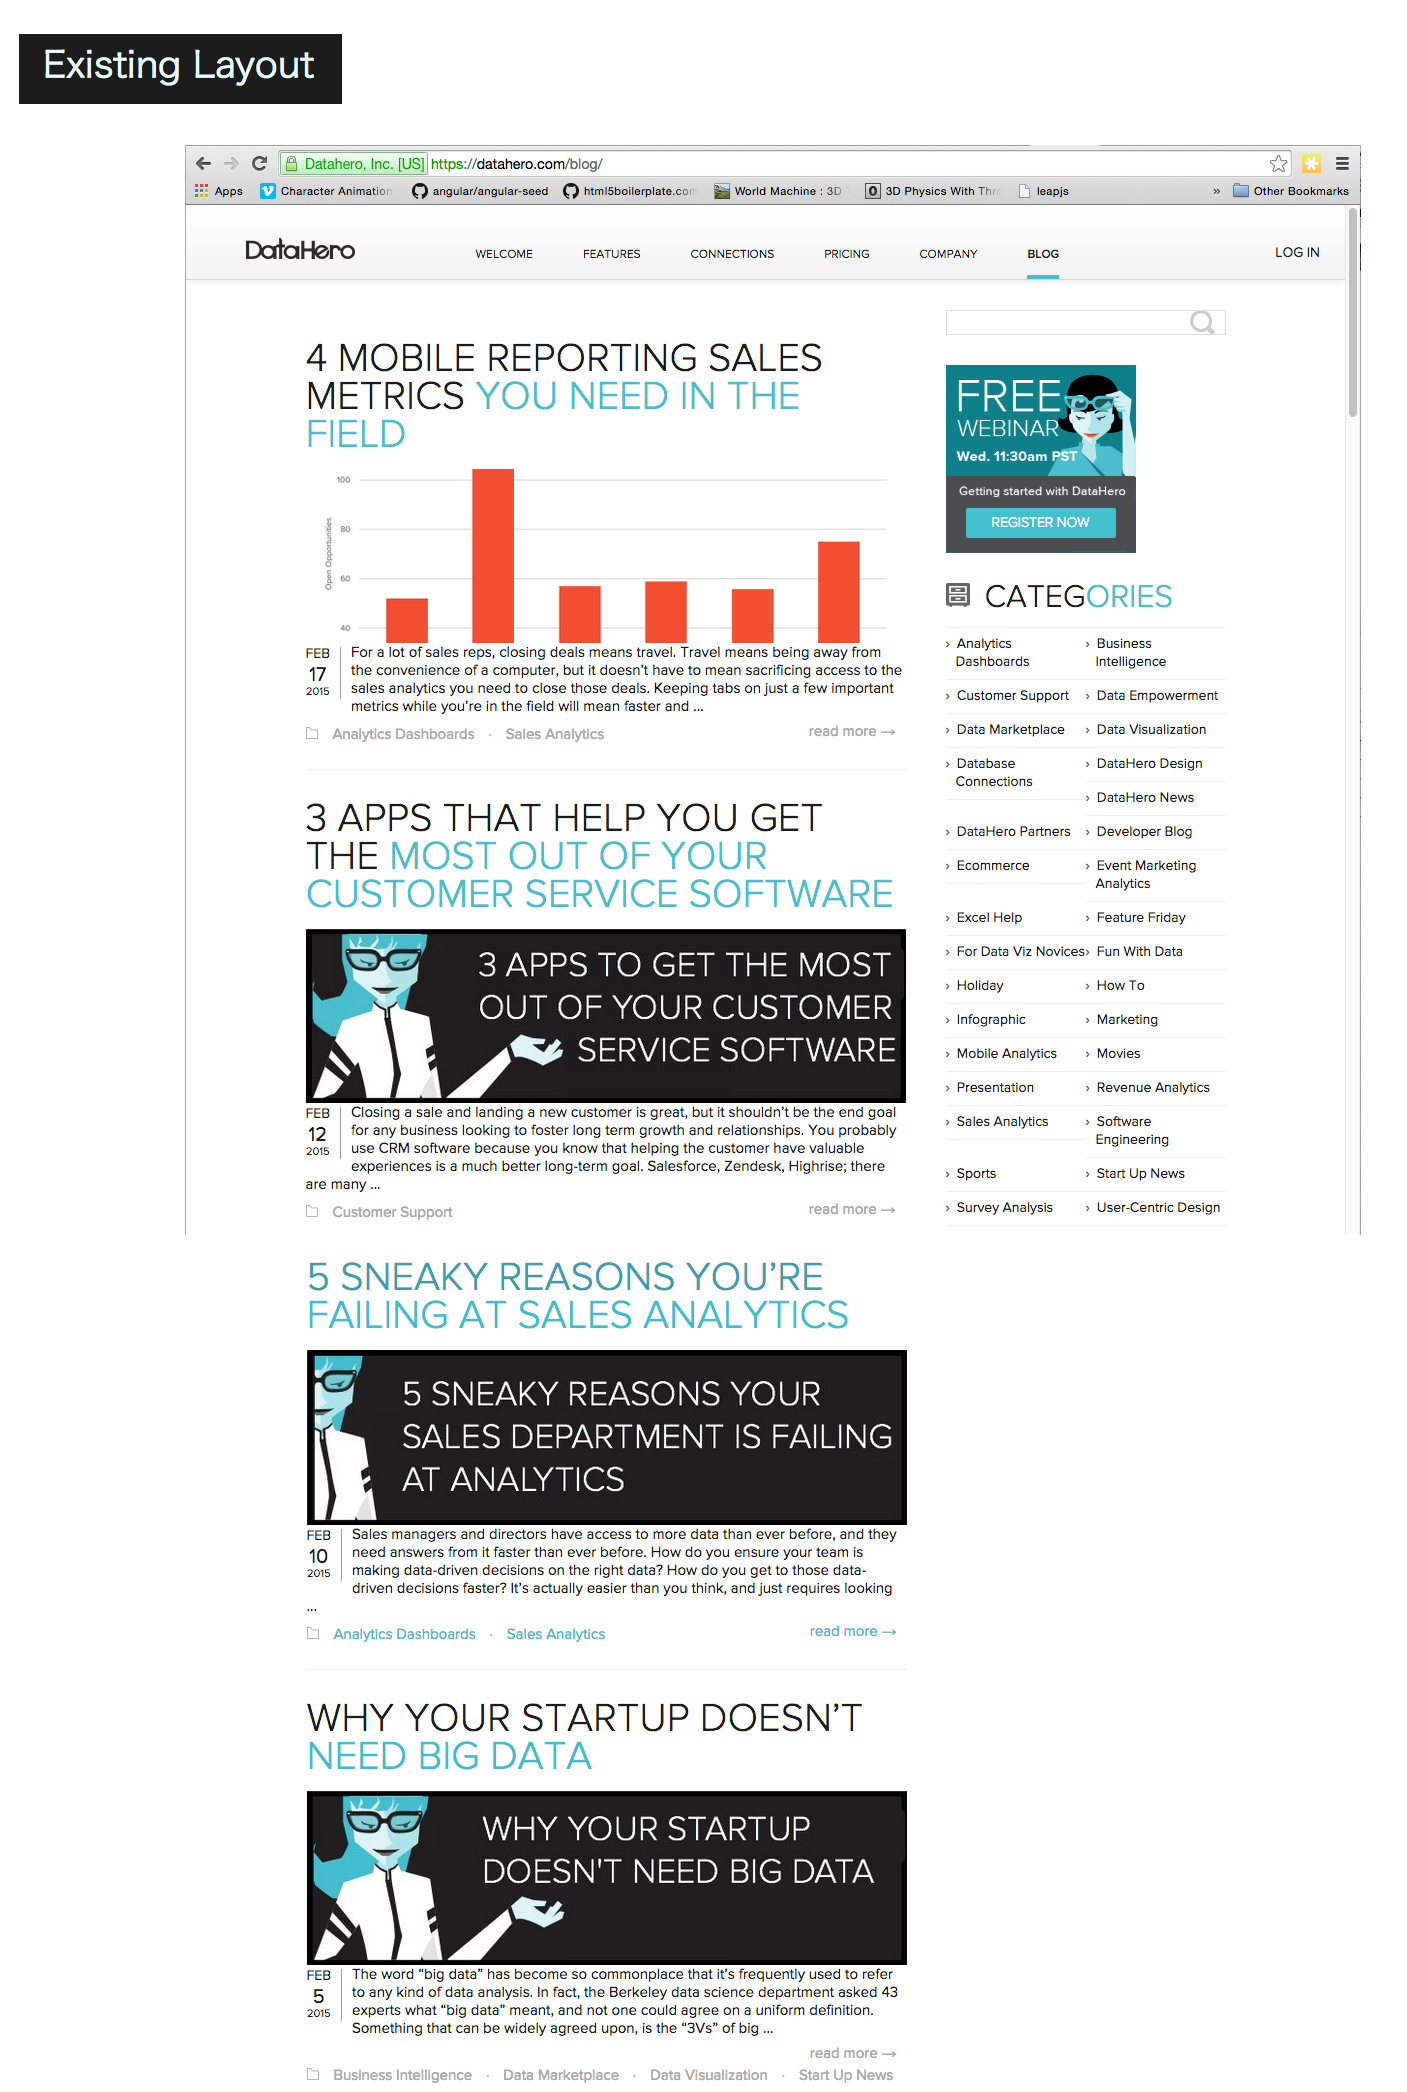 Existing Layout
Datahero, Inc. [US] https://datahero.com/blog/
Apps Character Animation angular/angular-seed html5boilerplate.com World Machine : 3D 3D Physics With Thr leapjs » Other Bookmarks
DataHero WELCOME FEATURES CONNECTIONS PRICING COMPANY BLOG LOG IN
4 MOBILE REPORTING SALES
METRICS YOU NEED IN THE
FIELD
100
80
60
40
Open Opportunities
FEB
17
2015
For a lot of sales reps, closing deals means travel. Travel means being away from
the convenience of a computer, but it doesn't have to mean sacrificing access to the
sales analytics you need to close those deals. Keeping tabs on just a few important
metrics while you're in the field will mean faster and ...
Analytics Dashboards · Sales Analytics read more →
3 APPS THAT HELP YOU GET
THE MOST OUT OF YOUR
CUSTOMER SERVICE SOFTWARE
3 APPS TO GET THE MOST
OUT OF YOUR CUSTOMER
SERVICE SOFTWARE
FEB
12
2015
Closing a sale and landing a new customer is great, but it shouldn't be the end goal
for any business looking to foster long term growth and relationships. You probably
use CRM software because you know that helping the customer have valuable
experiences is a much better long-term goal. Salesforce, Zendesk, Highrise; there
are many ...
Customer Support read more →
5 SNEAKY REASONS YOU'RE
FAILING AT SALES ANALYTICS
5 SNEAKY REASONS YOUR
SALES DEPARTMENT IS FAILING
AT ANALYTICS
FEB
10
2015
Sales managers and directors have access to more data than ever before, and they
need answers from it faster than ever before. How do you ensure your team is
making data-driven decisions on the right data? How do you get to those data-
driven decisions faster? It's actually easier than you think, and just requires looking
...
Analytics Dashboards · Sales Analytics read more →
WHY YOUR STARTUP DOESN'T
NEED BIG DATA
WHY YOUR STARTUP
DOESN'T NEED BIG DATA
FEB
5
2015
The word “big data” has become so commonplace that it's frequently used to refer
to any kind of data analysis. In fact, the Berkeley data science department asked 43
experts what “big data” meant, and not one could agree on a uniform definition.
Something that can be widely agreed upon, is the “3Vs” of big ...
read more →
Business Intelligence · Data Marketplace · Data Visualization · Start Up News
FREE
WEBINAR
Wed. 11:30am PST
Getting started with DataHero
REGISTER NOW
CATEGORIES
› Analytics
Dashboards
› Business
Intelligence
› Customer Support › Data Empowerment
› Data Marketplace › Data Visualization
› Database
Connections
› DataHero Design
› DataHero News
› DataHero Partners › Developer Blog
› Ecommerce › Event Marketing
Analytics
› Excel Help › Feature Friday
› For Data Viz Novices › Fun With Data
› Holiday › How To
› Infographic › Marketing
› Mobile Analytics › Movies
› Presentation › Revenue Analytics
› Sales Analytics › Software
Engineering
› Sports › Start Up News
› Survey Analysis › User-Centric Design